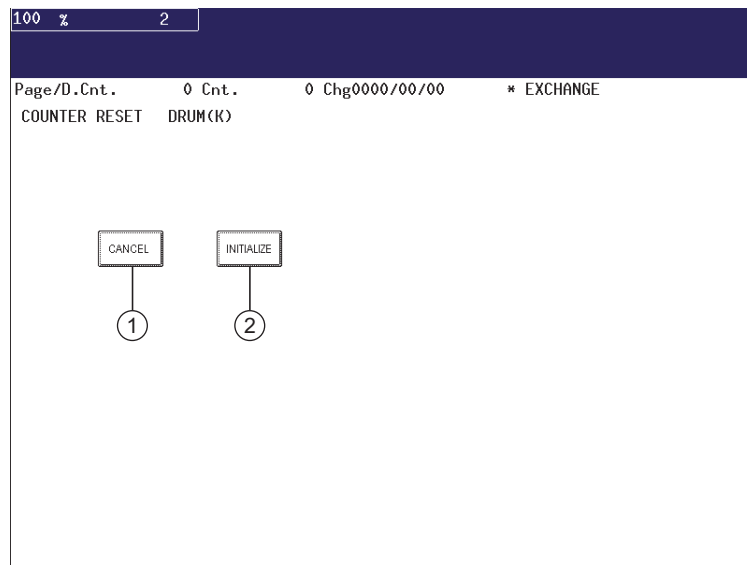 100 % 2
Page/D.Cnt. 0 Cnt. 0 Chg0000/00/00 * EXCHANGE
COUNTER RESET DRUM(K)
CANCEL INITIALIZE
1 2